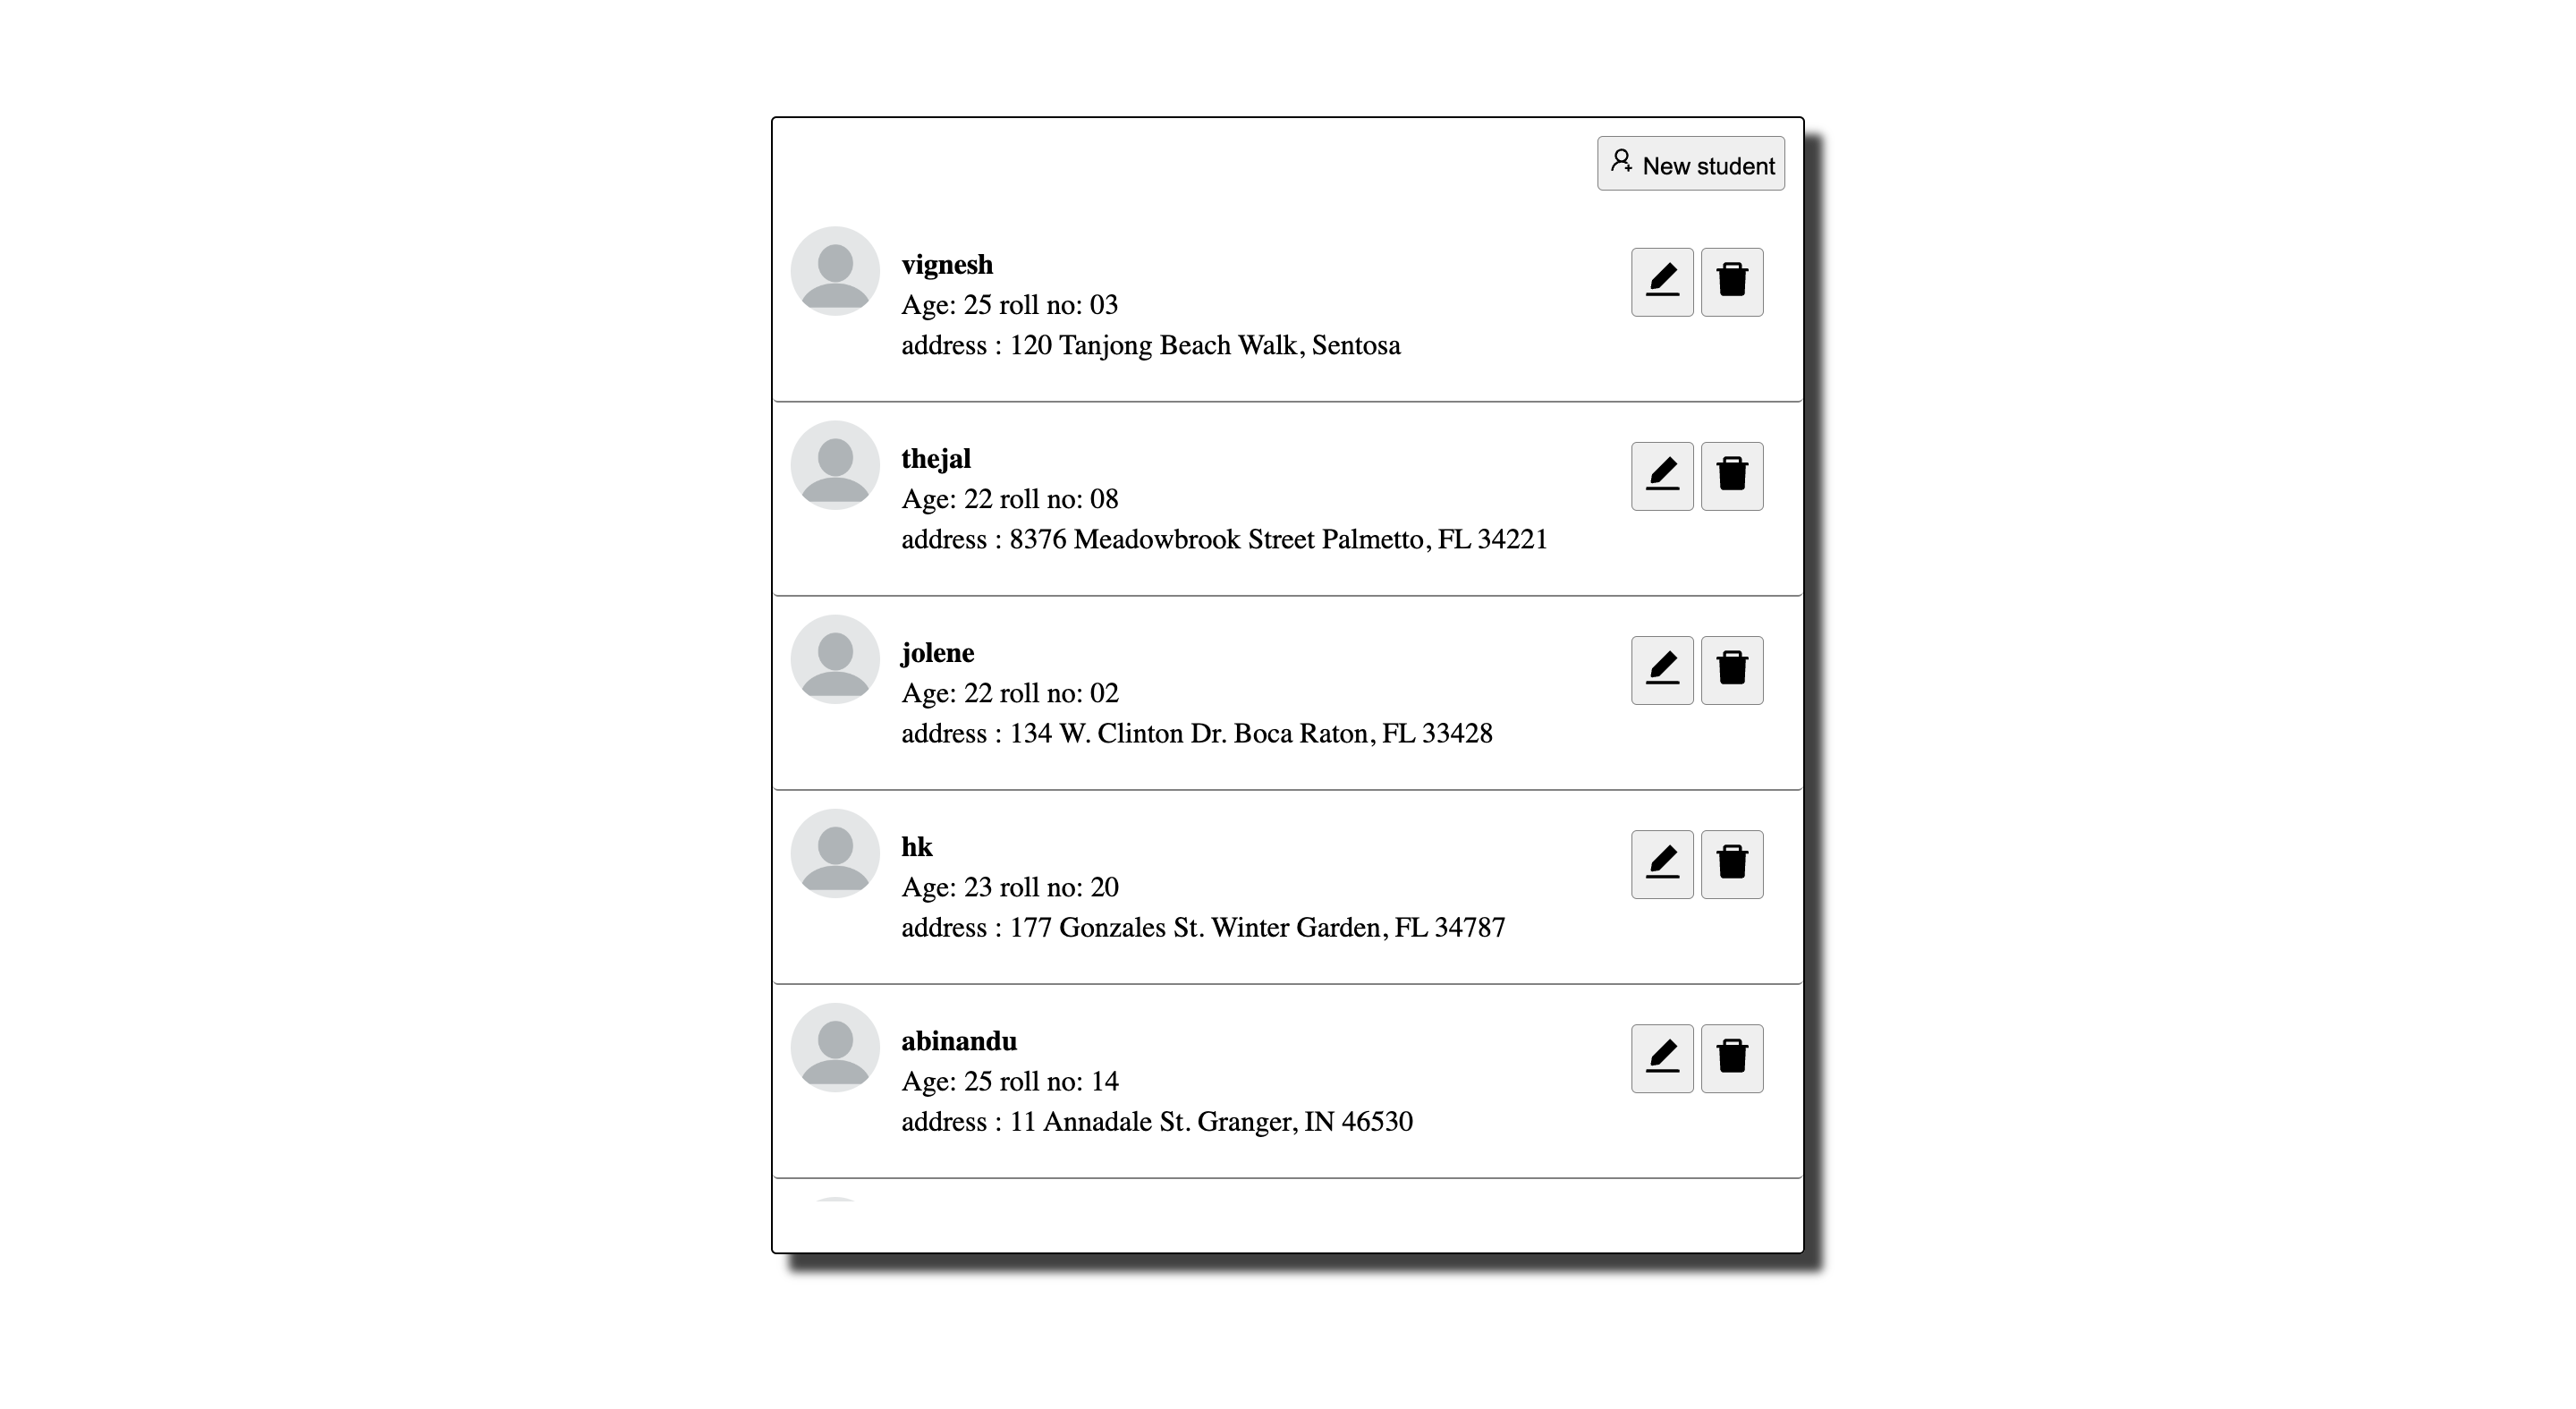 New student
vignesh
Age: 25 roll no: 03
address : 120 Tanjong Beach Walk, Sentosa
thejal
Age: 22 roll no: 08
address : 8376 Meadowbrook Street Palmetto, FL 34221
jolene
Age: 22 roll no: 02
address : 134 W. Clinton Dr. Boca Raton, FL 33428
hk
Age: 23 roll no: 20
address : 177 Gonzales St. Winter Garden, FL 34787
abinandu
Age: 25 roll no: 14
address : 11 Annadale St. Granger, IN 46530